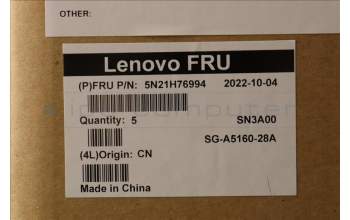 OTHER:
Lenovo FRU
(P)FRU P/N: 5N21H76994 2022-10-04
Quantity: 5 SN3A00
SG-A5160-28A
(4L)Origin: CN
Made in China